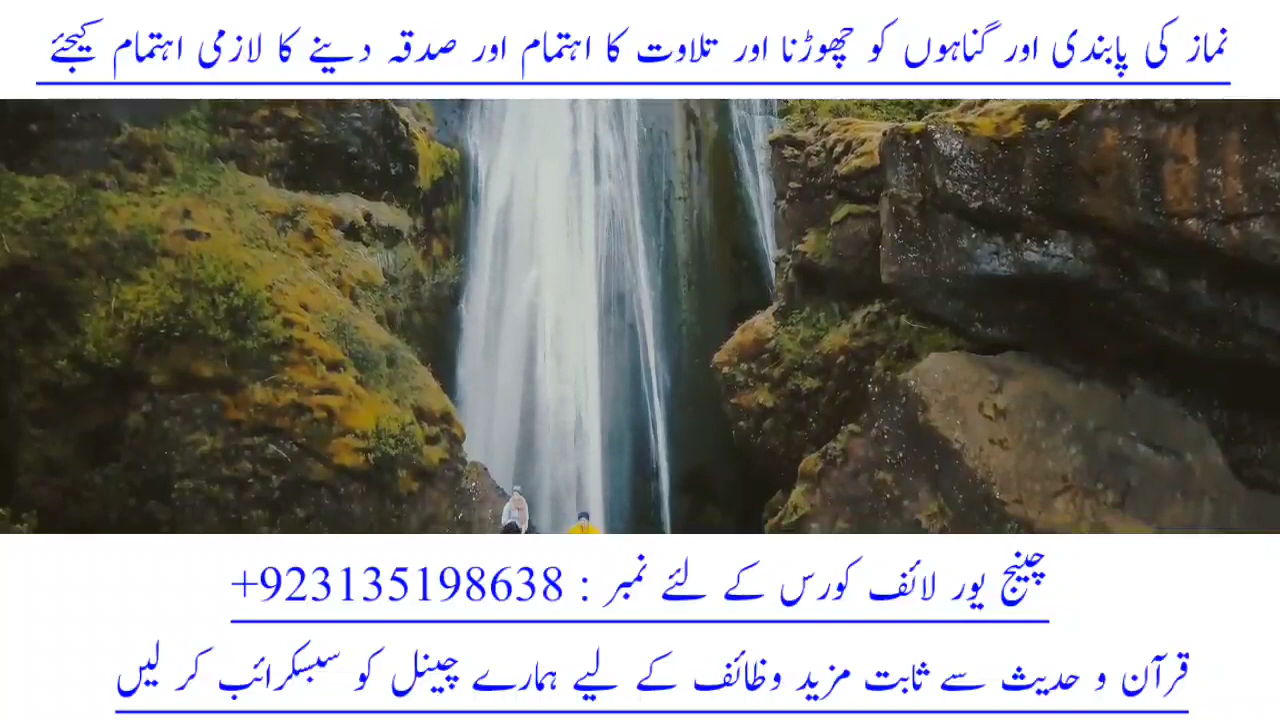 نماز کی پابندی اور گناہوں کو چھوڑنا اور تلاوت کا اہتمام اور صدقہ دینے کا لازمی اہتمام کیجئے
چینج یور لائف کورس کے لئے نمبر : 923135198638+
قرآن و حدیث سے ثابت مزید وظائف کے لیے ہمارے چینل کو سبسکرائب کر لیں